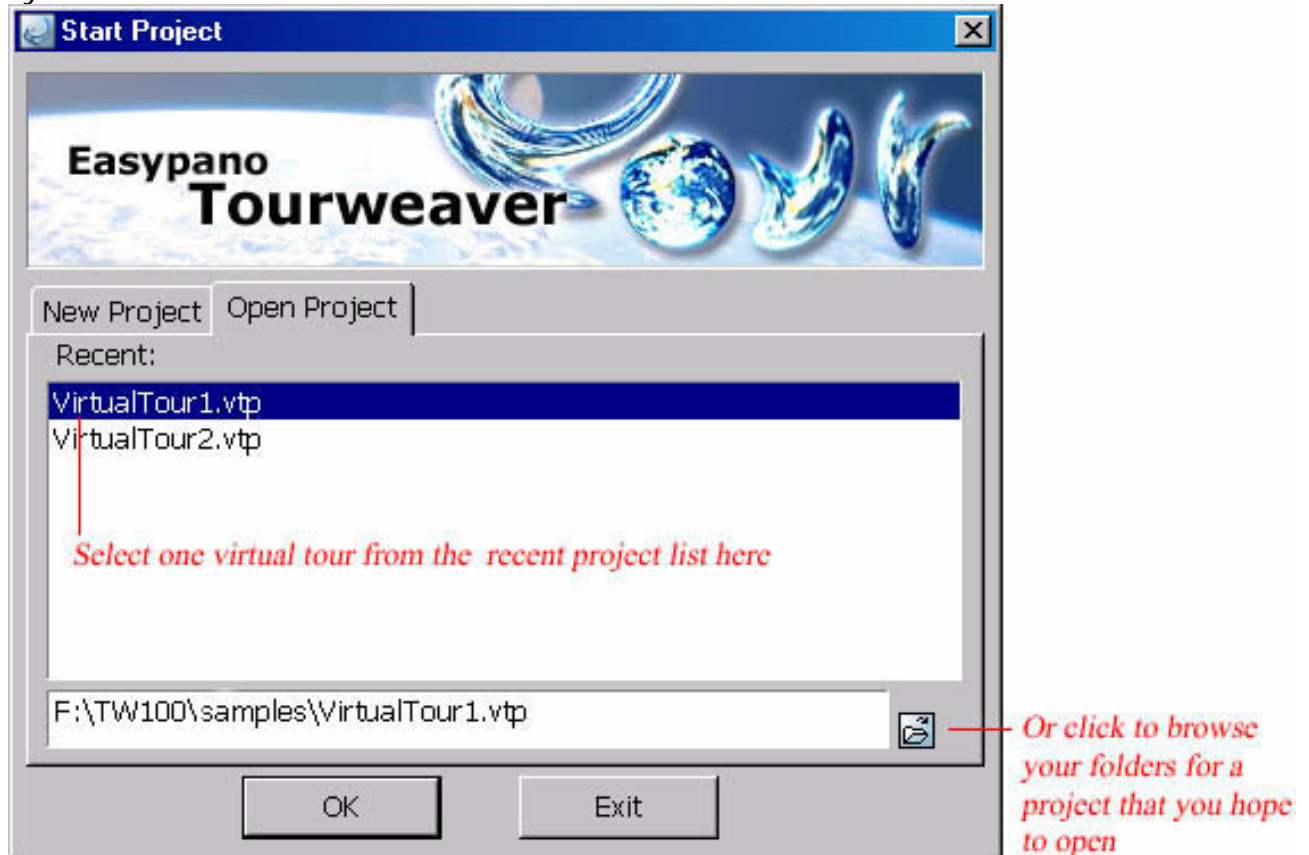 Start Project
Easypano
Tourweaver
New Project
Open Project
Recent:
VirtualTour1.vtp
VirtualTour2.vtp
Select one virtual tour from the recent project list here
F:\TW100\samples\VirtualTour1.vtp
OK
Exit
Or click to browse
your folders for a
project that you hope
to open